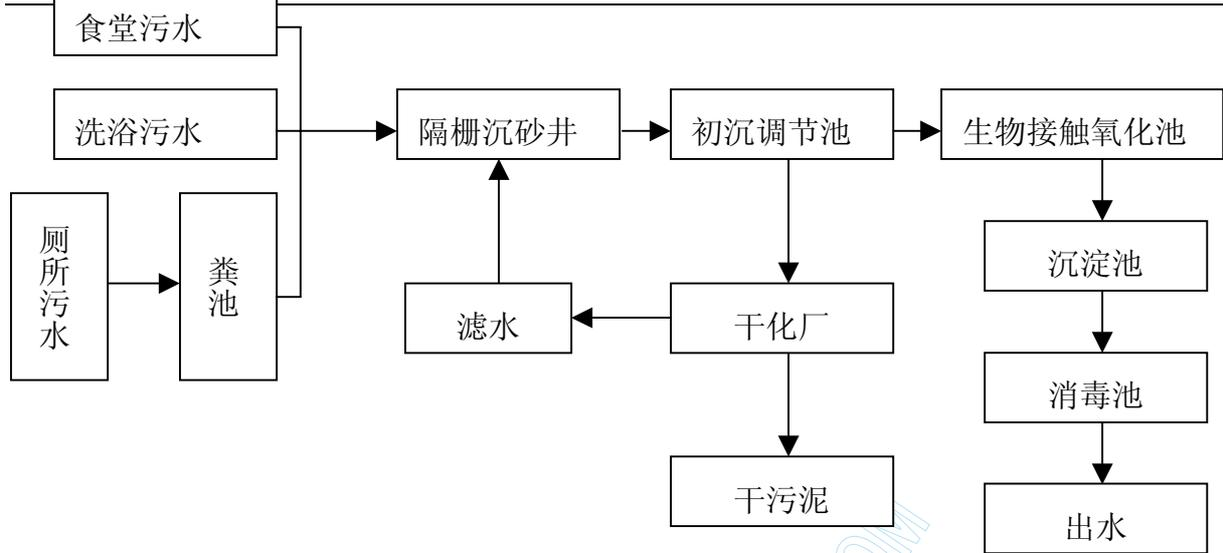 食堂污水
洗浴污水
隔栅沉砂井
初沉调节池
生物接触氧化池
厕所污水
粪池
沉淀池
滤水
干化厂
消毒池
干污泥
出水
OM